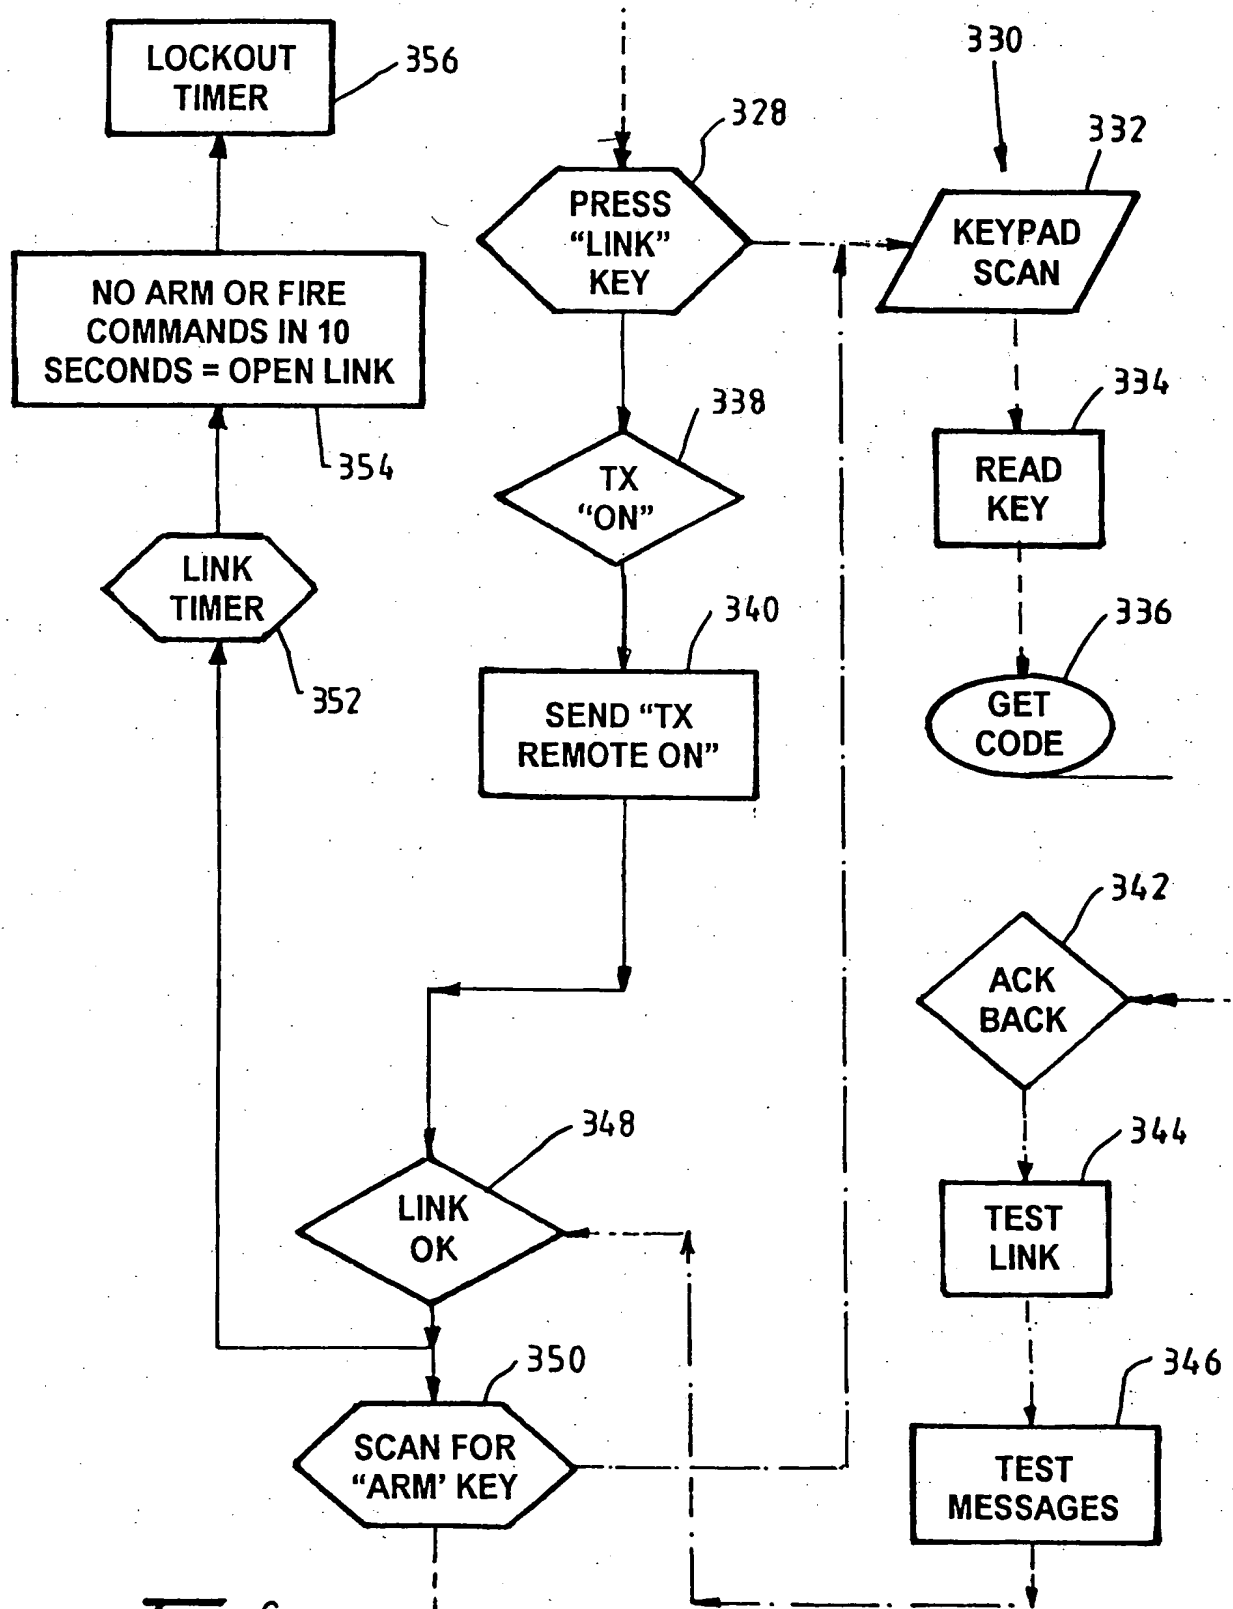 LOCKOUT
TIMER
356
NO ARM OR FIRE
COMMANDS IN 10
SECONDS = OPEN LINK
354
LINK
TIMER
352
328
PRESS
“LINK”
KEY
338
TX
“ON”
340
SEND “TX
REMOTE ON”
348
LINK
OK
350
SCAN FOR
“ARM’ KEY
330
332
KEYPAD
SCAN
334
READ
KEY
336
GET
CODE
342
ACK
BACK
344
TEST
LINK
346
TEST
MESSAGES